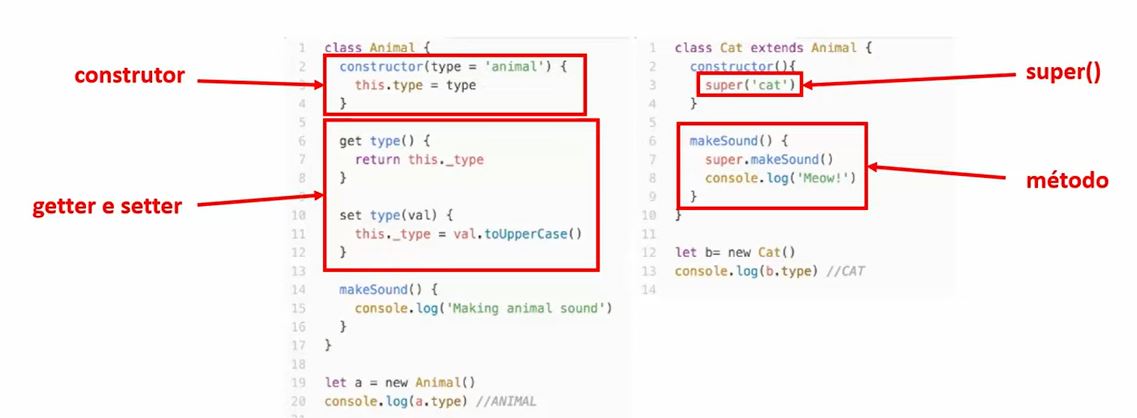 construtor
getter e setter
1 class Animal {
2 constructor(type = 'animal') {
3 this.type = type
4 }
5
6 get type() {
7 return this._type
8 }
9
10 set type(val) {
11 this._type = val.toUpperCase()
12 }
13
14 makeSound() {
15 console.log('Making animal sound')
16 }
17 }
18
19 let a = new Animal()
20 console.log(a.type) //ANIMAL
21
1 class Cat extends Animal {
2 constructor(){
3 super('cat')
4 }
5
6 makeSound() {
7 super.makeSound()
8 console.log('Meow!')
9 }
10 }
11
12 let b= new Cat()
13 console.log(b.type) //CAT
14
super()
método